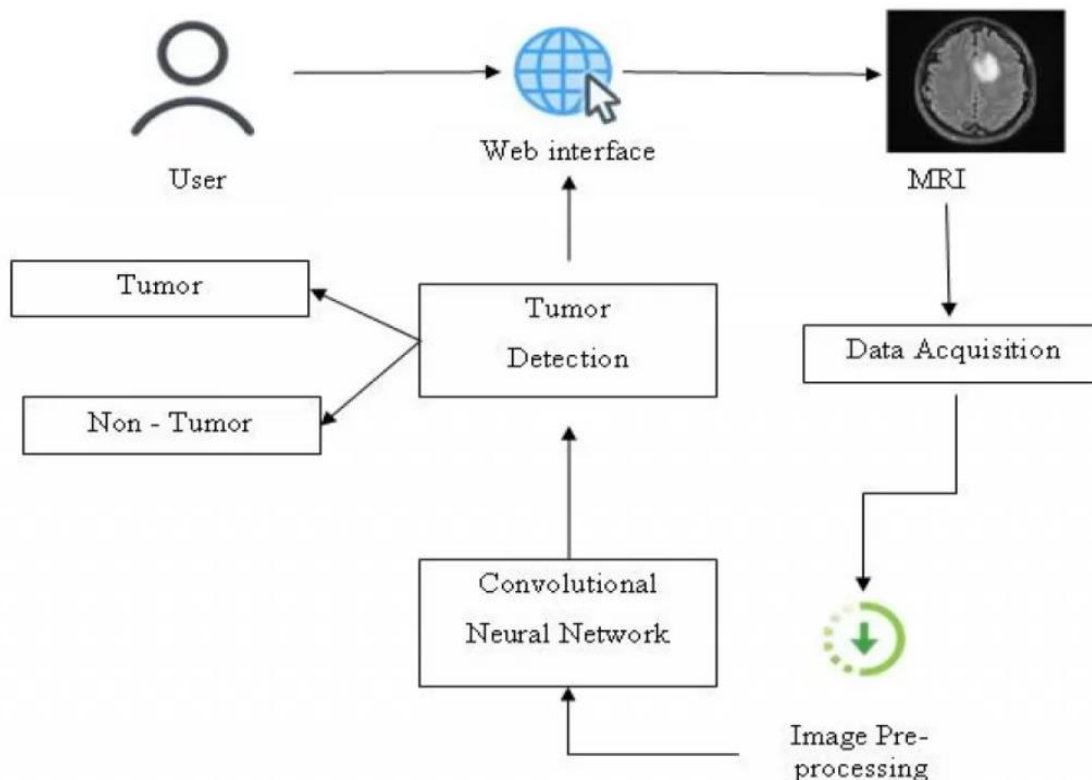 User
Web interface
MRI
Tumor
Tumor
Detection
Data Acquisition
Non - Tumor
Convolutional
Neural Network
Image Pre-
processing